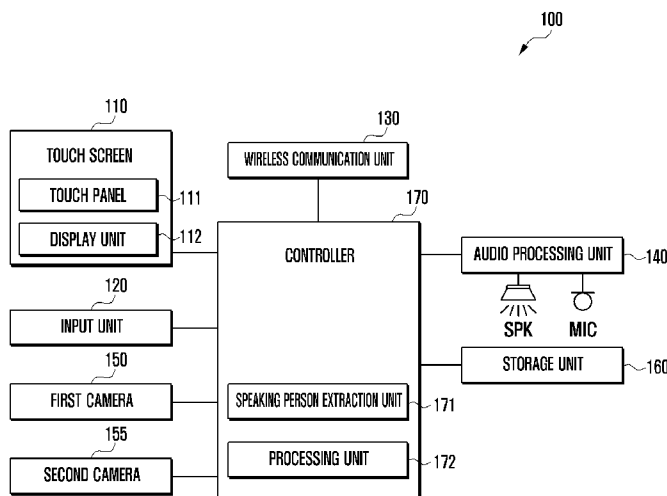 100
110
TOUCH SCREEN
TOUCH PANEL
111
DISPLAY UNIT
112
130
WIRELESS COMMUNICATION UNIT
170
CONTROLLER
AUDIO PROCESSING UNIT
140
SPK
MIC
120
INPUT UNIT
STORAGE UNIT
160
150
FIRST CAMERA
SPEAKING PERSON EXTRACTION UNIT
171
155
SECOND CAMERA
PROCESSING UNIT
172